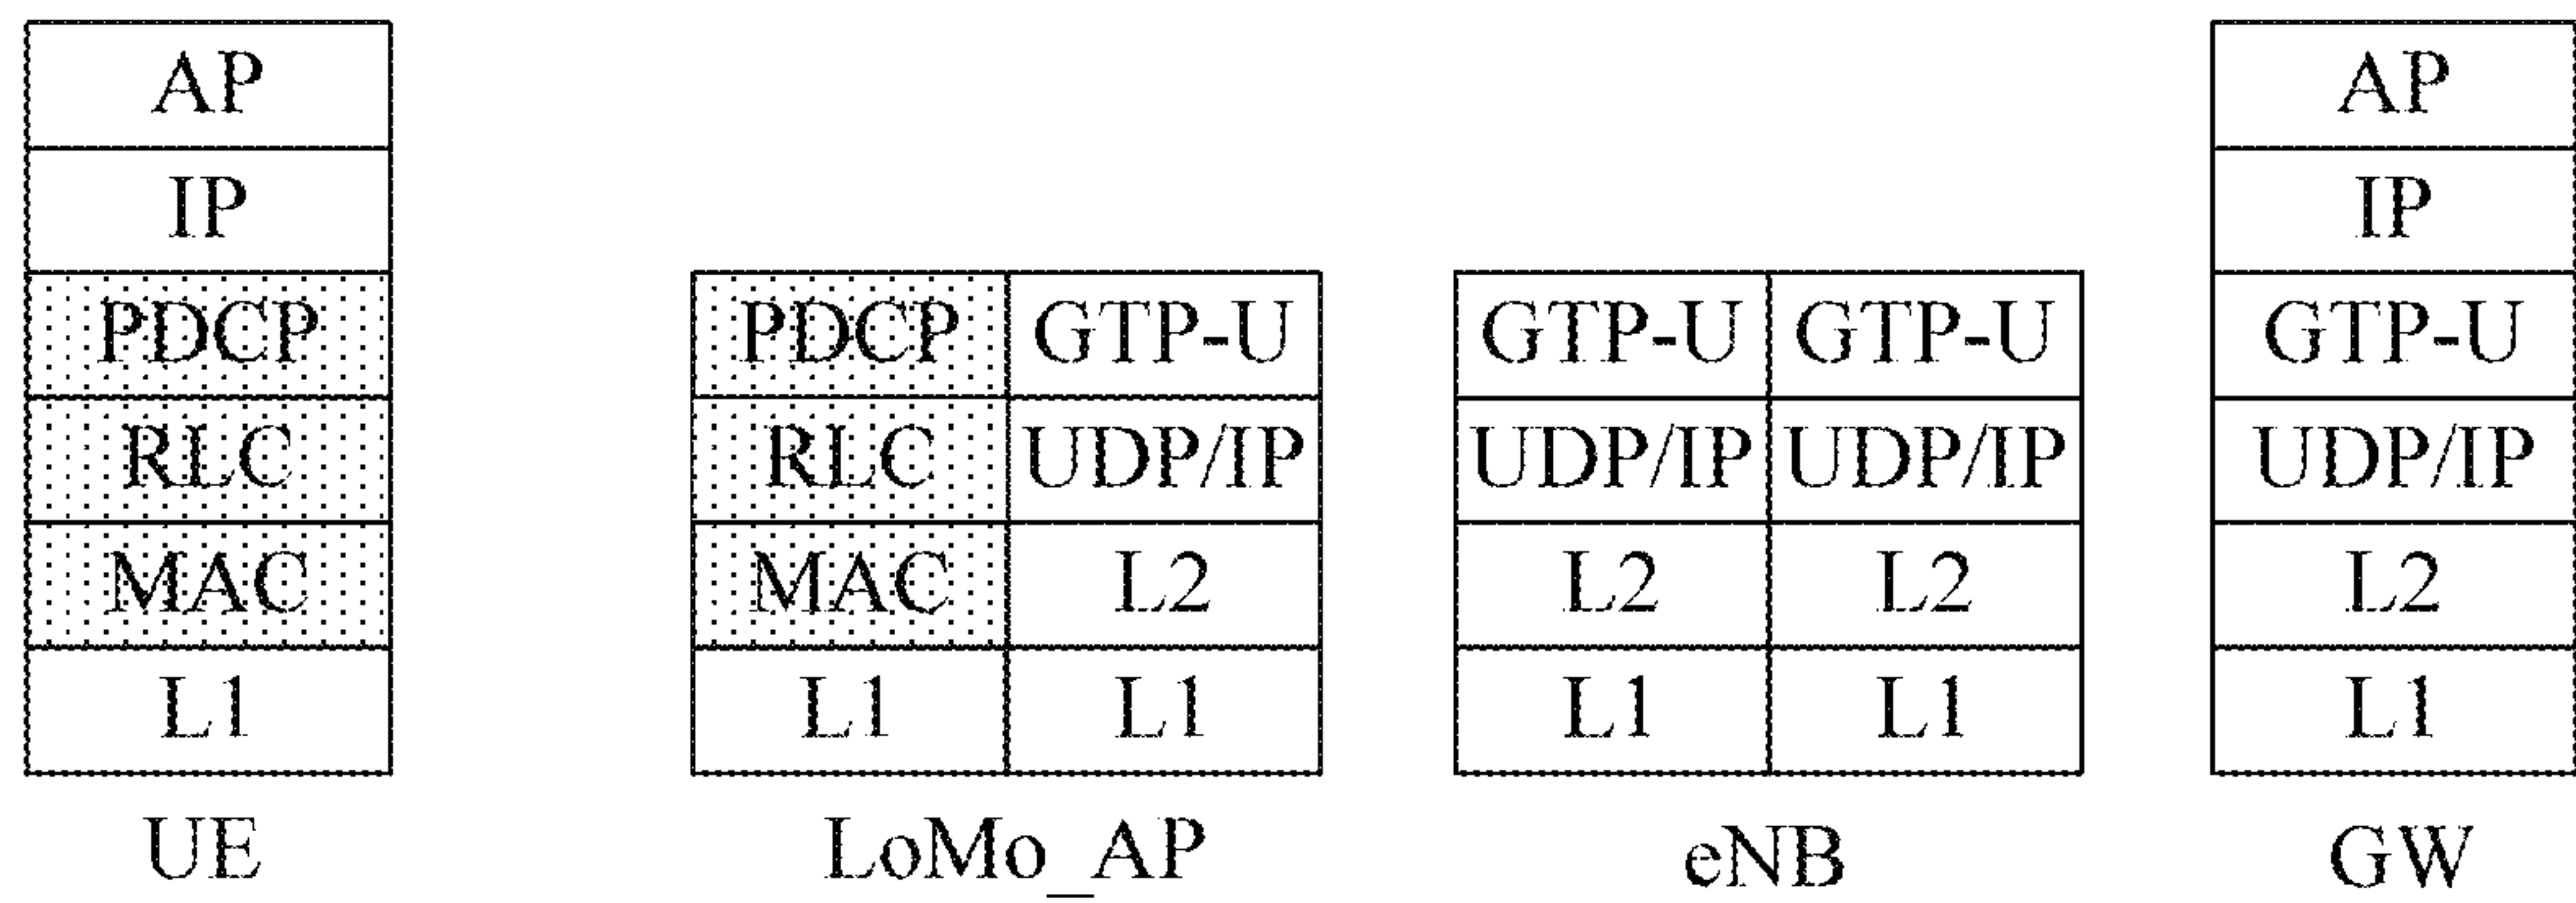 AP AP
IP IP
PDCP PDCP GTP-U GTP-U GTP-U GTP-U
RLC RLC UDP/IP UDP/IP UDP/IP UDP/IP
MAC MAC L2 L2 L2 L2
L1 L1 L1 L1 L1 L1
UE LoMo_AP eNB GW